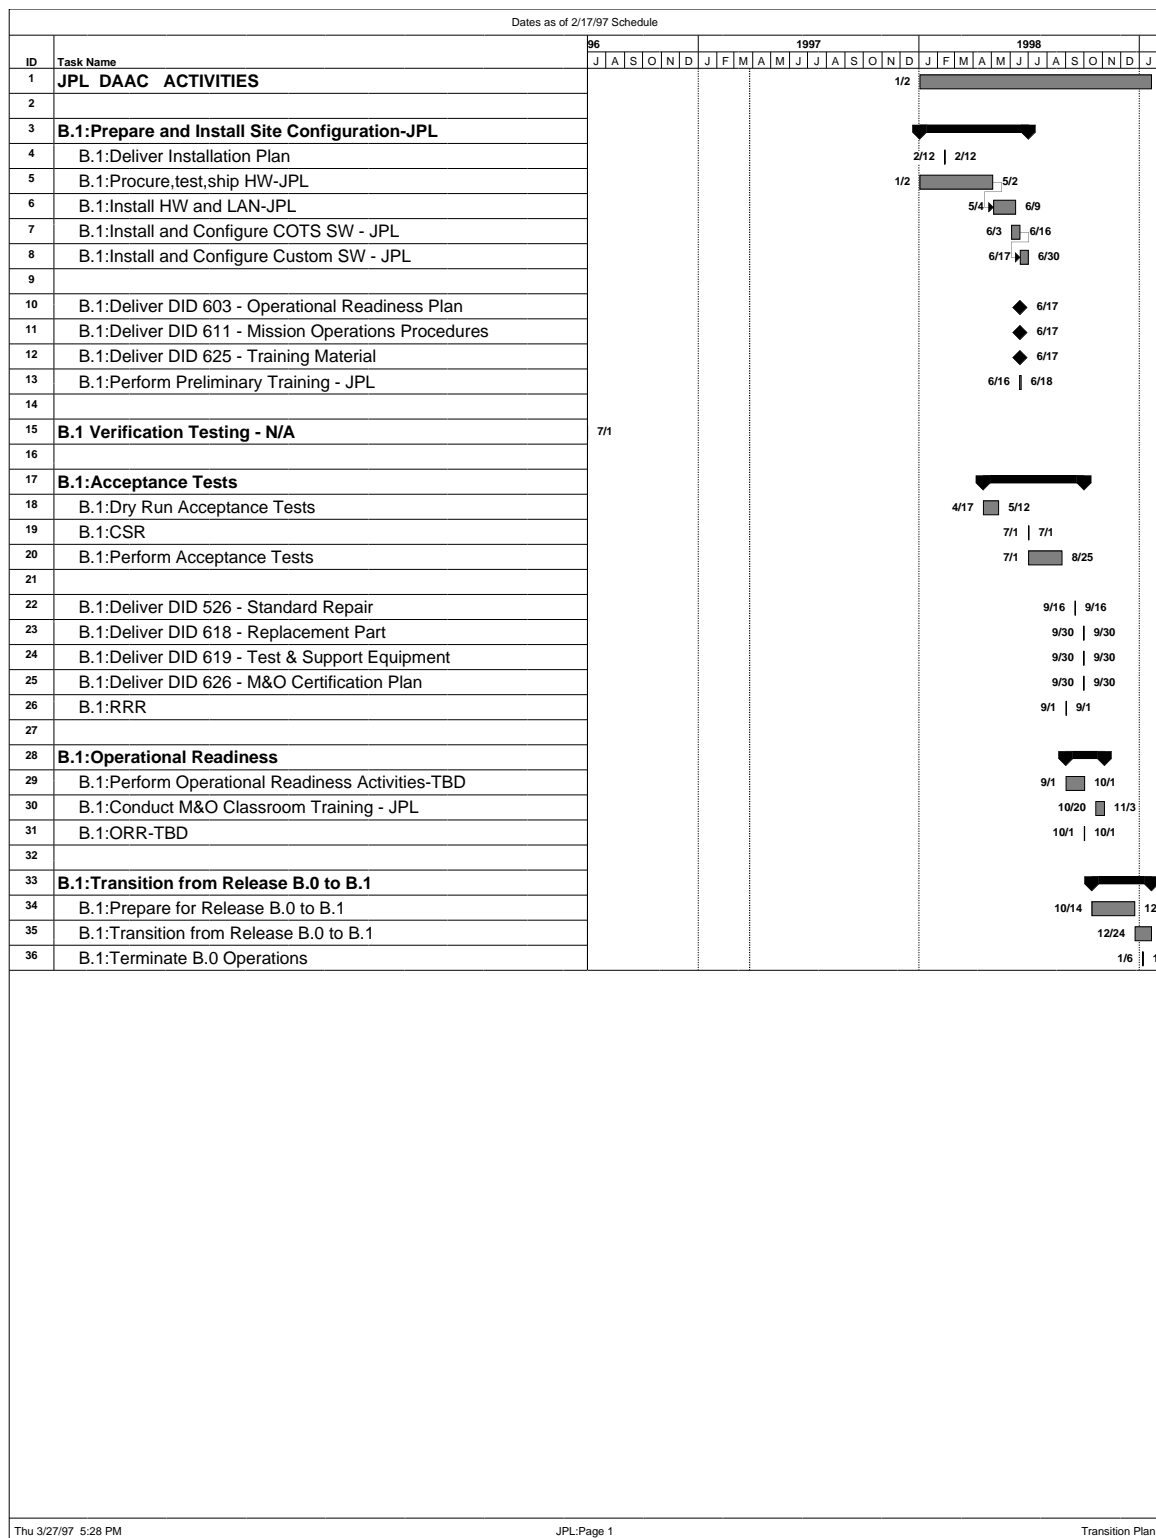 Dates as of 2/17/97 Schedule
96 1997 1998
ID Task Name J A S O N D J F M A M J J A S O N D J F M A M J J A S O N D J
1 JPL DAAC ACTIVITIES 1/2
2
3 B.1:Prepare and Install Site Configuration-JPL
4 B.1:Deliver Installation Plan 2/12 2/12
5 B.1:Procure,test,ship HW-JPL 1/2 5/2
6 B.1:Install HW and LAN-JPL 5/4 6/9
7 B.1:Install and Configure COTS SW - JPL 6/3 6/16
8 B.1:Install and Configure Custom SW - JPL 6/17 6/30
9
10 B.1:Deliver DID 603 - Operational Readiness Plan 6/17
11 B.1:Deliver DID 611 - Mission Operations Procedures 6/17
12 B.1:Deliver DID 625 - Training Material 6/17
13 B.1:Perform Preliminary Training - JPL 6/16 6/18
14
15 B.1 Verification Testing - N/A 7/1
16
17 B.1:Acceptance Tests
18 B.1:Dry Run Acceptance Tests 4/17 5/12
19 B.1:CSR 7/1 7/1
20 B.1:Perform Acceptance Tests 7/1 8/25
21
22 B.1:Deliver DID 526 - Standard Repair 9/16 9/16
23 B.1:Deliver DID 618 - Replacement Part 9/30 9/30
24 B.1:Deliver DID 619 - Test & Support Equipment 9/30 9/30
25 B.1:Deliver DID 626 - M&O Certification Plan 9/30 9/30
26 B.1:RRR 9/1 9/1
27
28 B.1:Operational Readiness
29 B.1:Perform Operational Readiness Activities-TBD 9/1 10/1
30 B.1:Conduct M&O Classroom Training - JPL 10/20 11/3
31 B.1:ORR-TBD 10/1 10/1
32
33 B.1:Transition from Release B.0 to B.1
34 B.1:Prepare for Release B.0 to B.1 10/14 12
35 B.1:Transition from Release B.0 to B.1 12/24
36 B.1:Terminate B.0 Operations 1/6 1
Thu 3/27/97 5:28 PM JPL:Page 1 Transition Plan